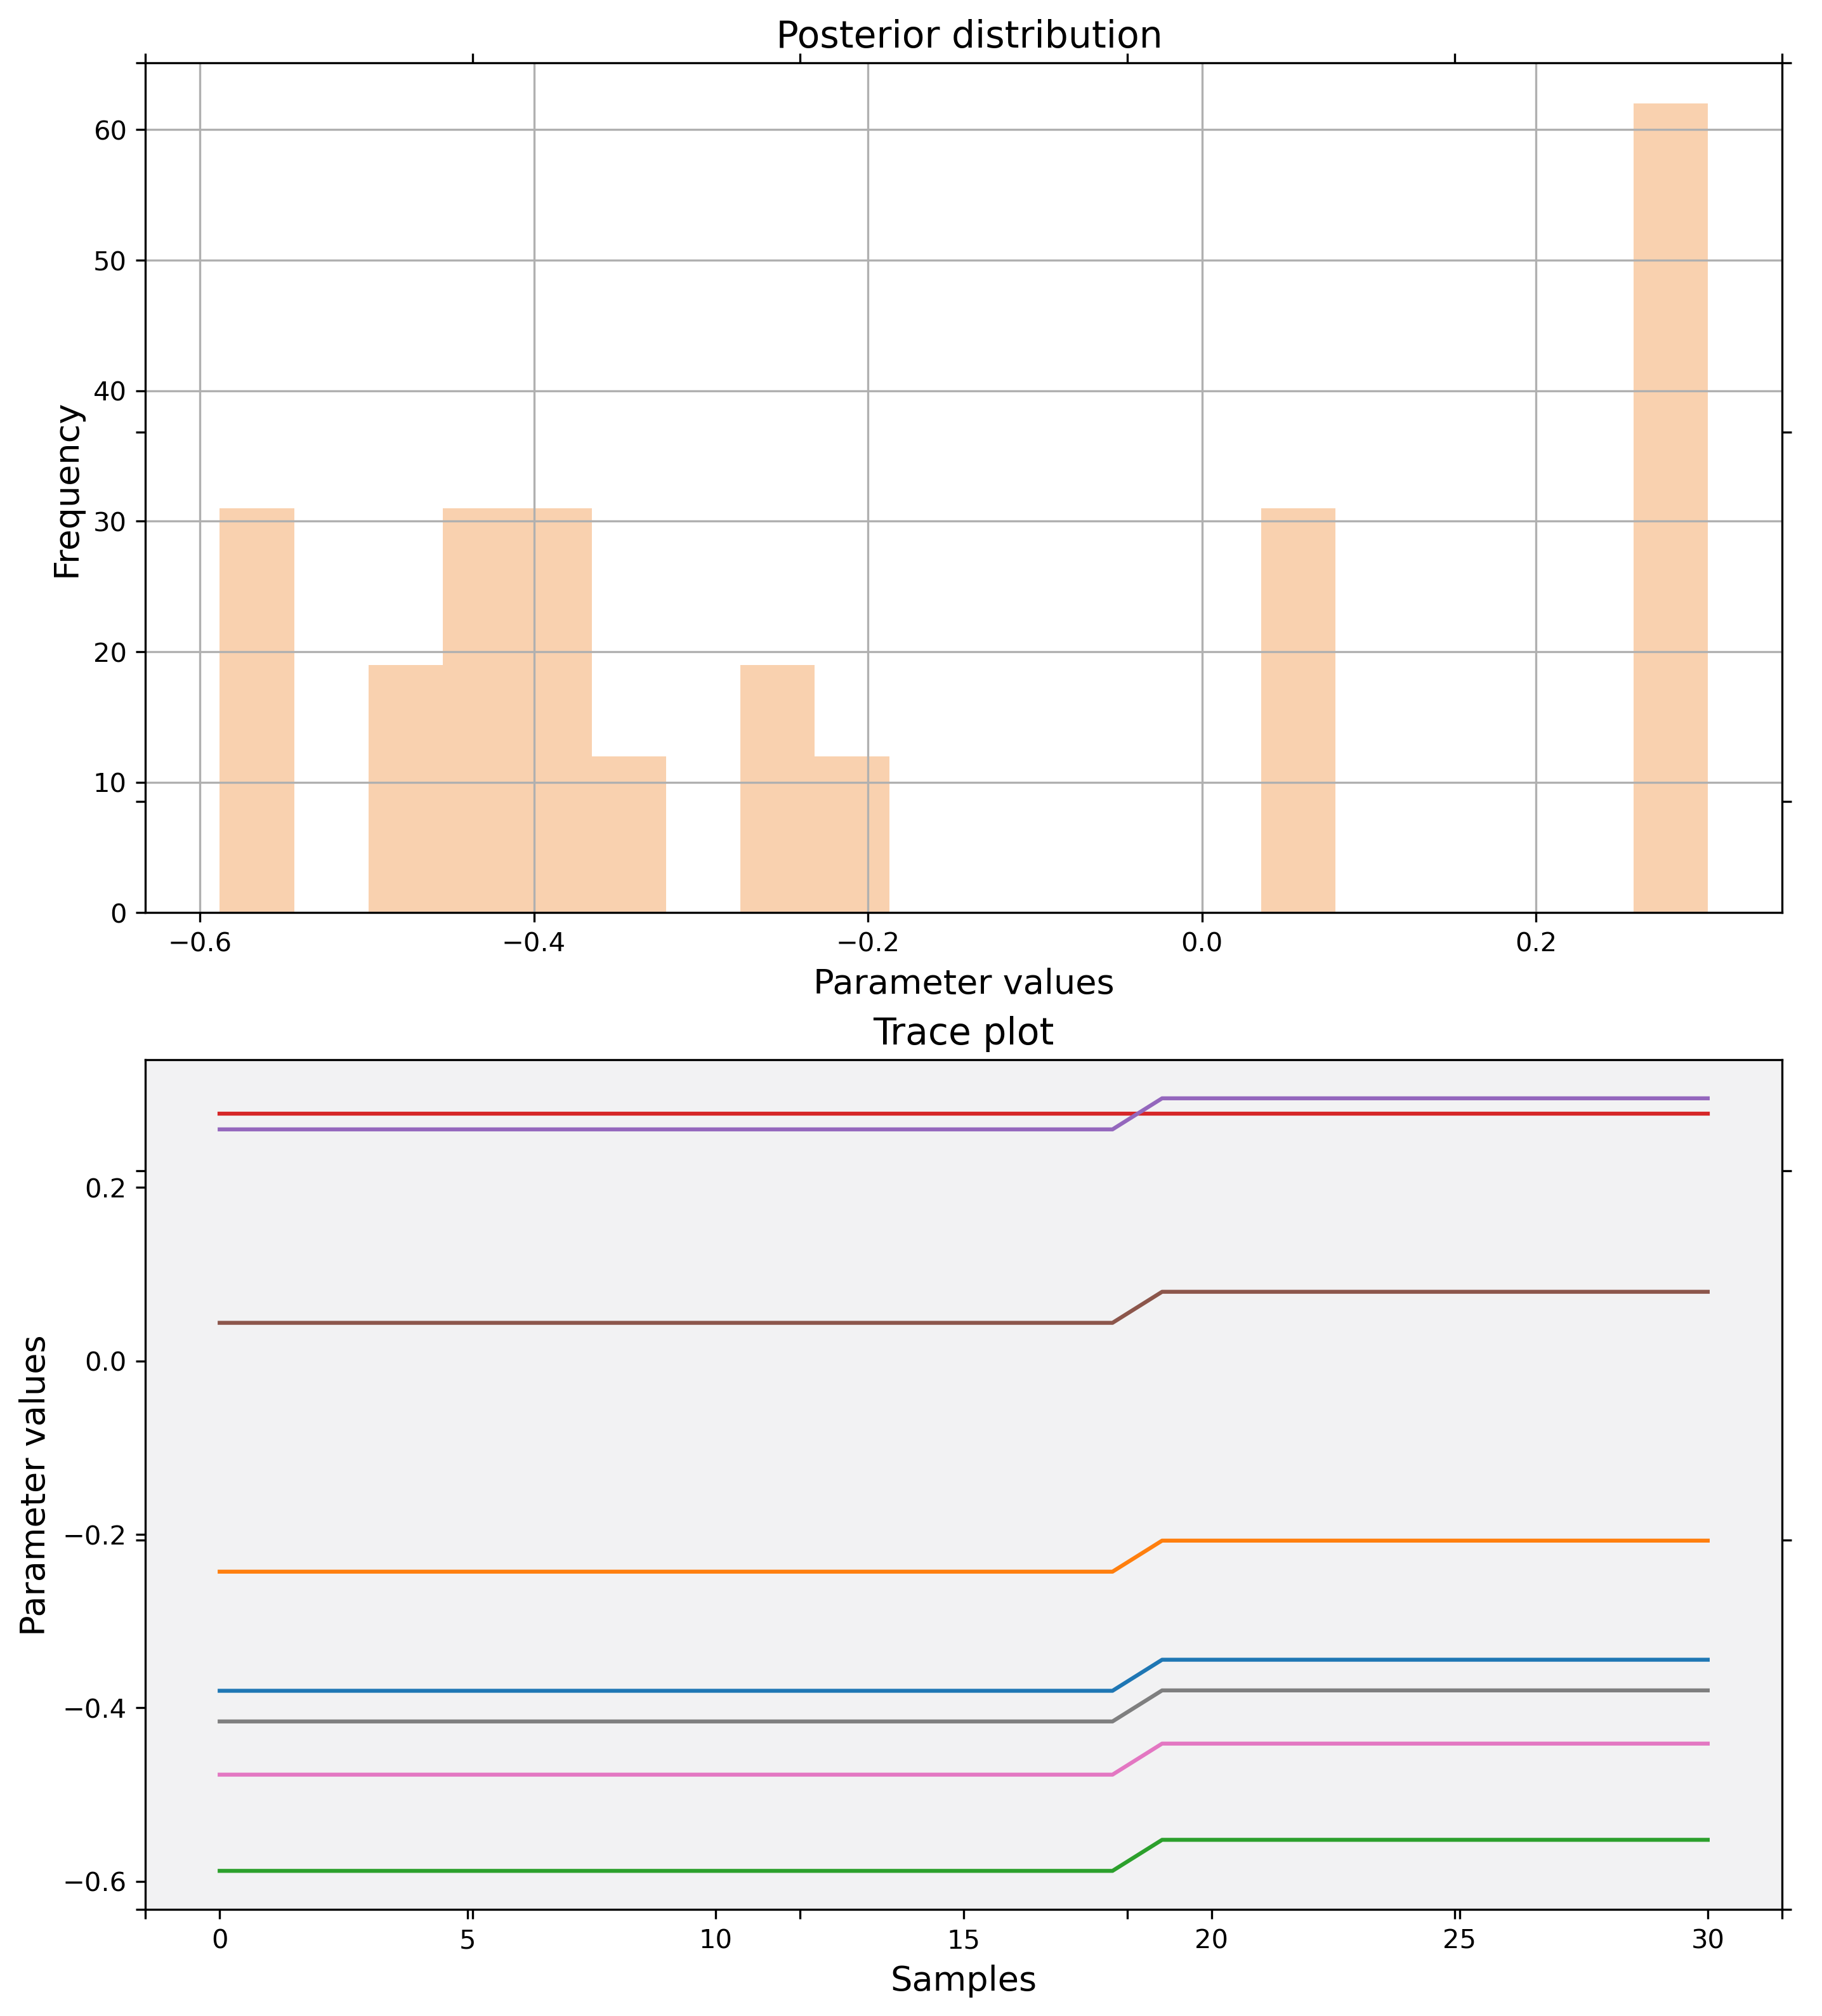 Posterior distribution
60
50
40
30
20
10
0
Frequency
−0.6 −0.4 −0.2 0.0 0.2
Parameter values
Trace plot
0.2
0.0
−0.2
−0.4
−0.6
Parameter values
0 5 10 15 20 25 30
Samples